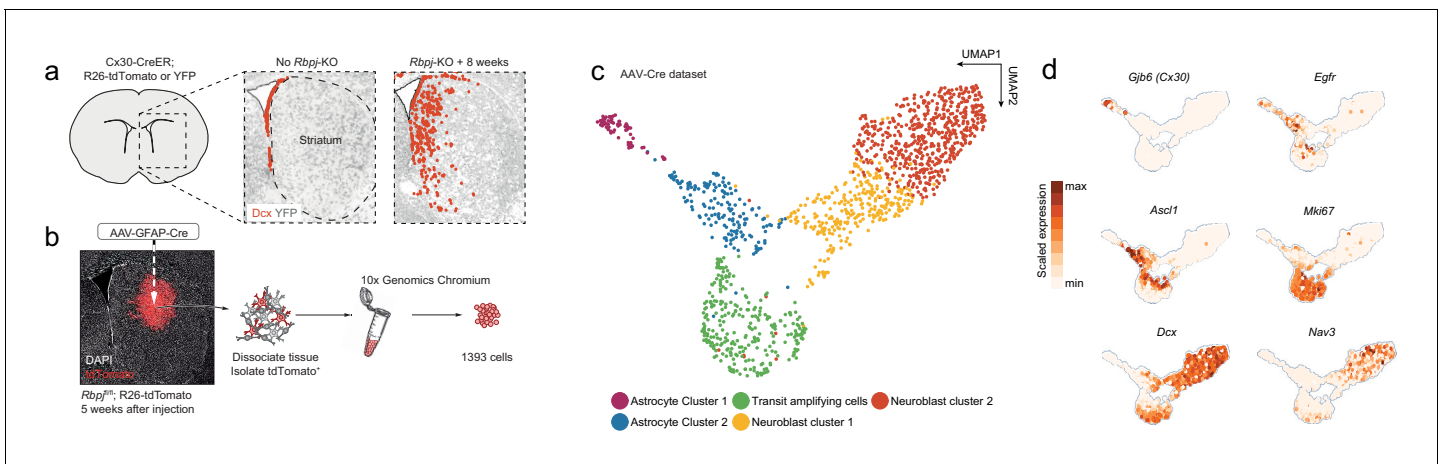 a
Cx30-CreER;
R26-tdTomato or YFP
No Rbpj-KO
Rbpj-KO + 8 weeks
Striatum
Dcx YFP
b
AAV-GFAP-Cre
DAPI
tdTomato
Rbpjfl/fl; R26-tdTomato
5 weeks after injection
Dissociate tissue
Isolate tdTomato+
10x Genomics Chromium
1393 cells
c
AAV-Cre dataset
UMAP1
UMAP2
Astrocyte Cluster 1
Transit amplifying cells
Neuroblast cluster 2
Astrocyte Cluster 2
Neuroblast cluster 1
d
Gjb6 (Cx30)
Egfr
Scaled expression
max
min
Ascl1
Mki67
Dcx
Nav3